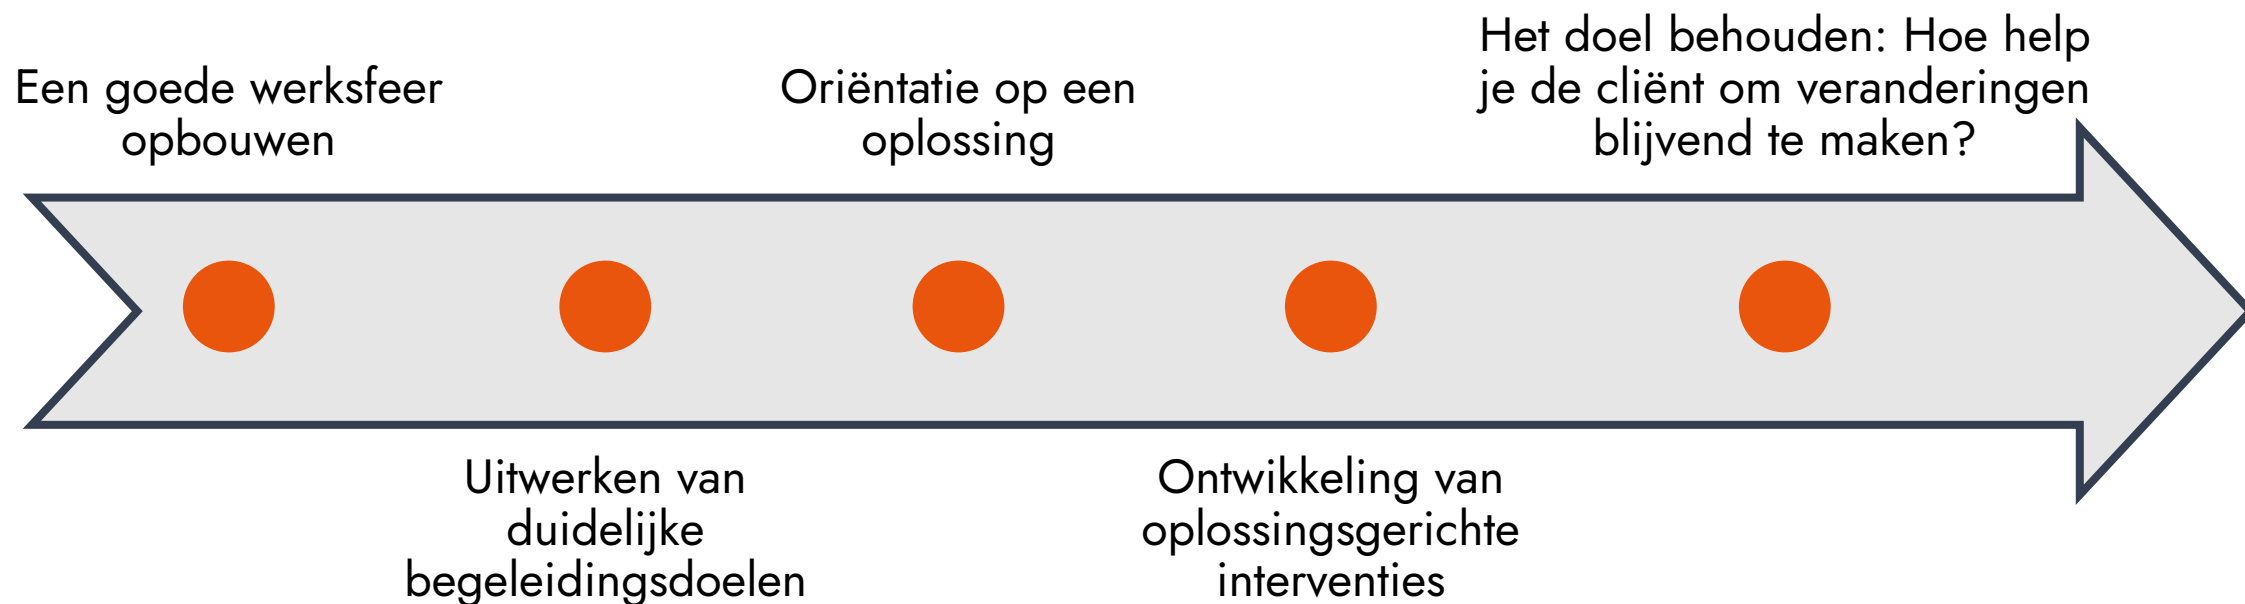 Een goede werksfeer
opbouwen
Uitwerken van
duidelijke
begeleidingsdoelen
Oriëntatie op een
oplossing
Ontwikkeling van
oplossingsgerichte
interventies
Het doel behouden: Hoe help
je de cliënt om veranderingen
blijvend te maken?